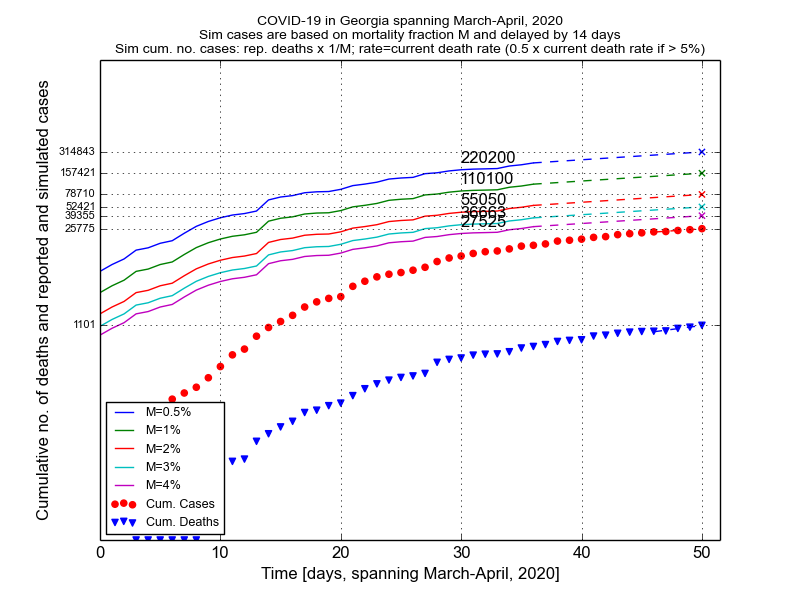 COVID-19 in Georgia spanning March-April, 2020
Sim cases are based on mortality fraction M and delayed by 14 days
Sim cum. no. cases: rep. deaths x 1/M; rate=current death rate (0.5 x current death rate if > 5%)
Cumulative no. of deaths and reported and simulated cases
314843
157421
78710
52421
39355
25775
1101
220200
110100
55050
36663
27525
M=0.5%
M=1%
M=2%
M=3%
M=4%
Cum. Cases
Cum. Deaths
0 10 20 30 40 50
Time [days, spanning March-April, 2020]